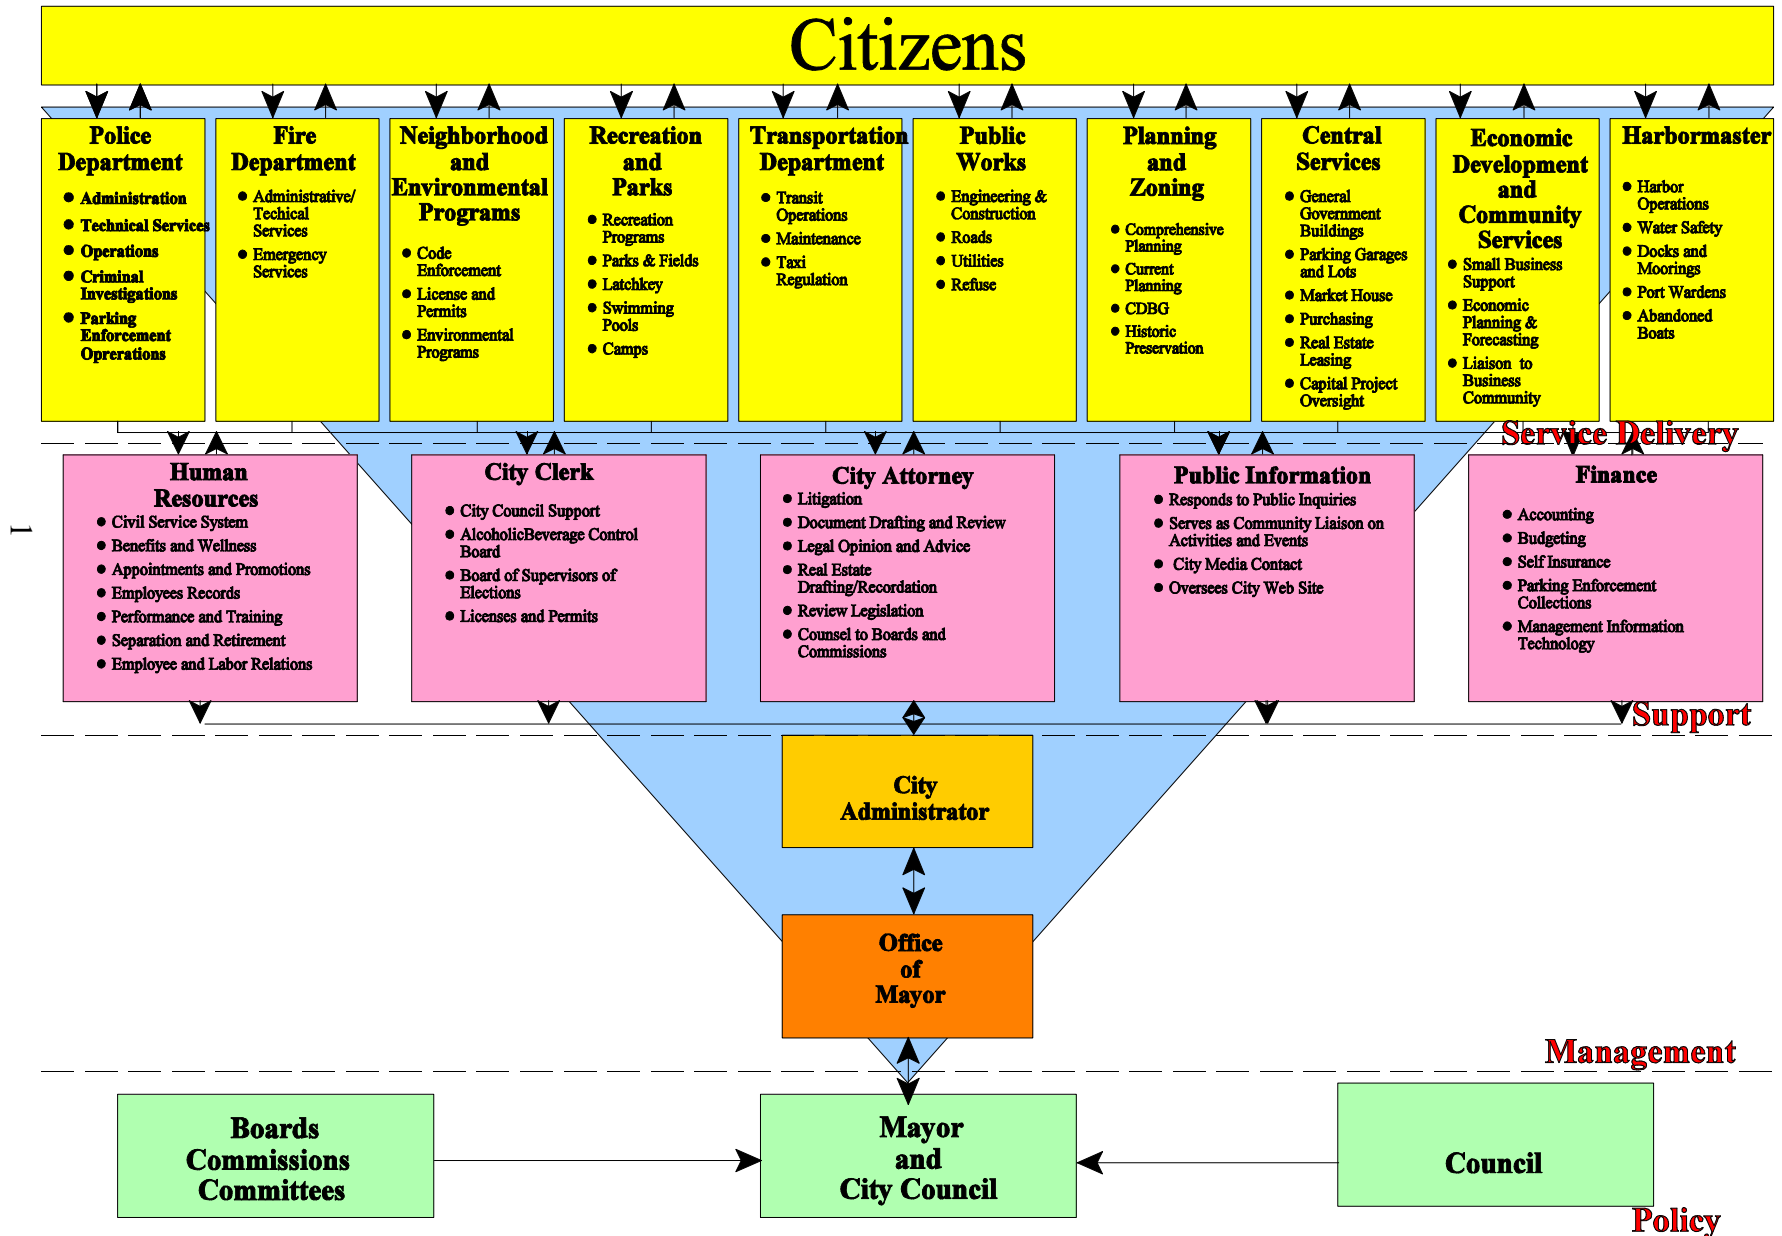 Citizens
Police
Department
Administration
Technical Services
Operations
Criminal
Investigations
Parking
Enforcement
Oprerations
Fire
Department
Administrative/
Techical
Services
Emergency
Services
Neighborhood
and
Environmental
Programs
Code
Enforcement
License and
Permits
Environmental
Programs
Recreation
and
Parks
Recreation
Programs
Parks & Fields
Latchkey
Swimming
Pools
Camps
Transportation
Department
Transit
Operations
Maintenance
Taxi
Regulation
Public
Works
Engineering &
Construction
Roads
Utilities
Refuse
Planning
and
Zoning
Comprehensive
Planning
Current
Planning
CDBG
Historic
Preservation
Central
Services
General
Government
Buildings
Parking Garages
and Lots
Market House
Purchasing
Real Estate
Leasing
Capital Project
Oversight
Economic
Development
and
Community
Services
Small Business
Support
Economic
Planning &
Forecasting
Liaison to
Business
Community
Harbormaster
Harbor
Operations
Water Safety
Docks and
Moorings
Port Wardens
Abandoned
Boats
Service Delivery
Human
Resources
Civil Service System
Benefits and Wellness
Appointments and Promotions
Employees Records
Performance and Training
Separation and Retirement
Employee and Labor Relations
City Clerk
City Council Support
AlcoholicBeverage Control
Board
Board of Supervisors of
Elections
Licenses and Permits
City Attorney
Litigation
Document Drafting and Review
Legal Opinion and Advice
Real Estate
Drafting/Recordation
Review Legislation
Counsel to Boards and
Commissions
Public Information
Responds to Public Inquiries
Serves as Community Liaison on
Activities and Events
City Media Contact
Oversees City Web Site
Finance
Accounting
Budgeting
Self Insurance
Parking Enforcement
Collections
Management Information
Technology
1
Support
City
Administrator
Office
of
Mayor
Management
Boards
Commissions
Committees
Mayor
and
City Council
Council
Policy